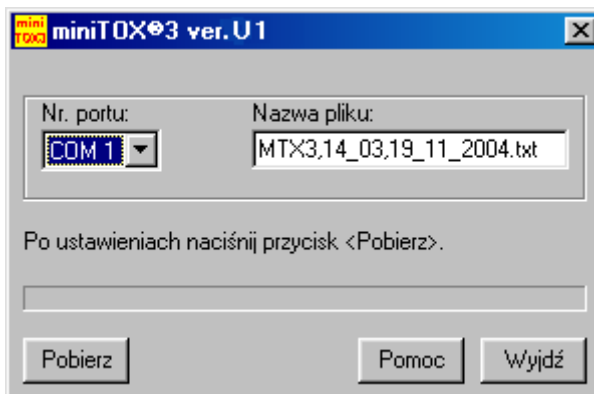 mini TOX3 miniTOX®3 ver.U1
Nr. portu: Nazwa pliku:
COM 1 MTX3,14_03,19_11_2004.txt
Po ustawieniach naciśnij przycisk <Pobierz>.
Pobierz Pomoc Wyjdź